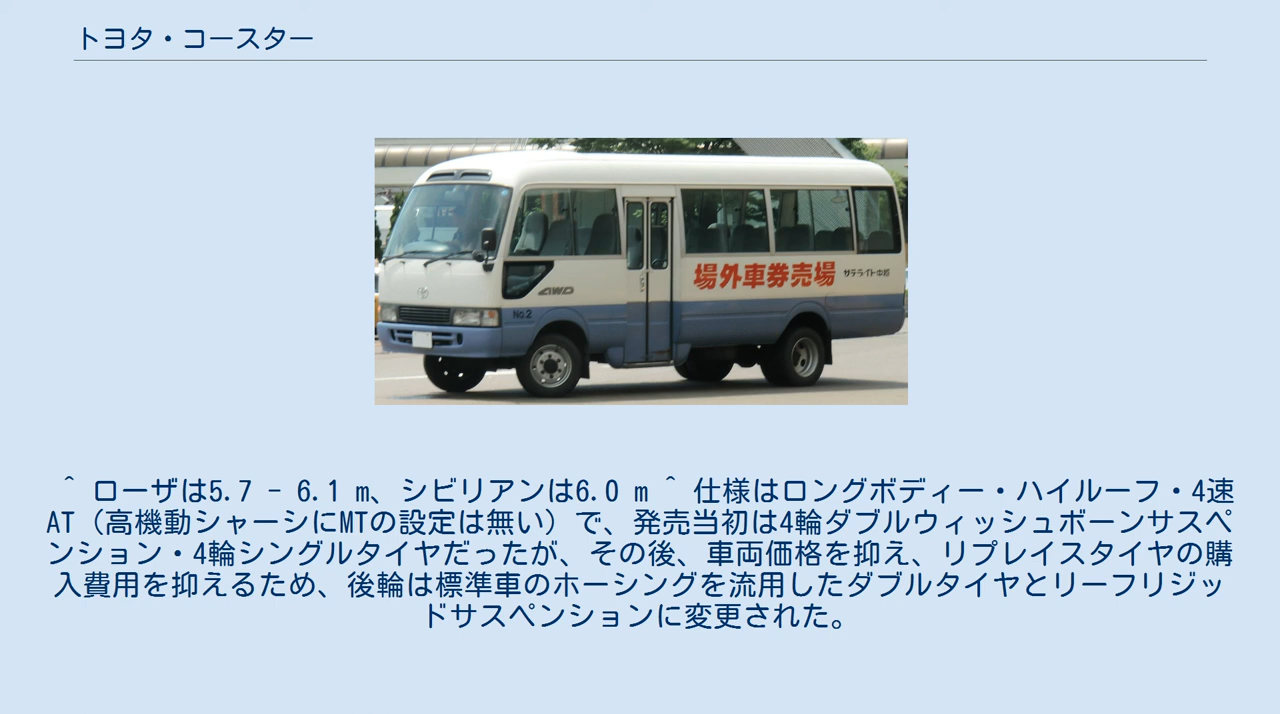 トヨタ・コースター
場外車券売場
サテライト中越
AWD
No.2
^ ローザは5.7 - 6.1 m、シビリアンは6.0 m ^ 仕様はロングボディー・ハイルーフ・4速
AT（高機動シャーシにMTの設定は無い）で、発売当初は4輪ダブルウィッシュボーンサスペ
ンション・4輪シングルタイヤだったが、その後、車両価格を抑え、リプレイスタイヤの購
入費用を抑えるため、後輪は標準車のホーシングを流用したダブルタイヤとリーフリジッ
ドサスペンションに変更された。